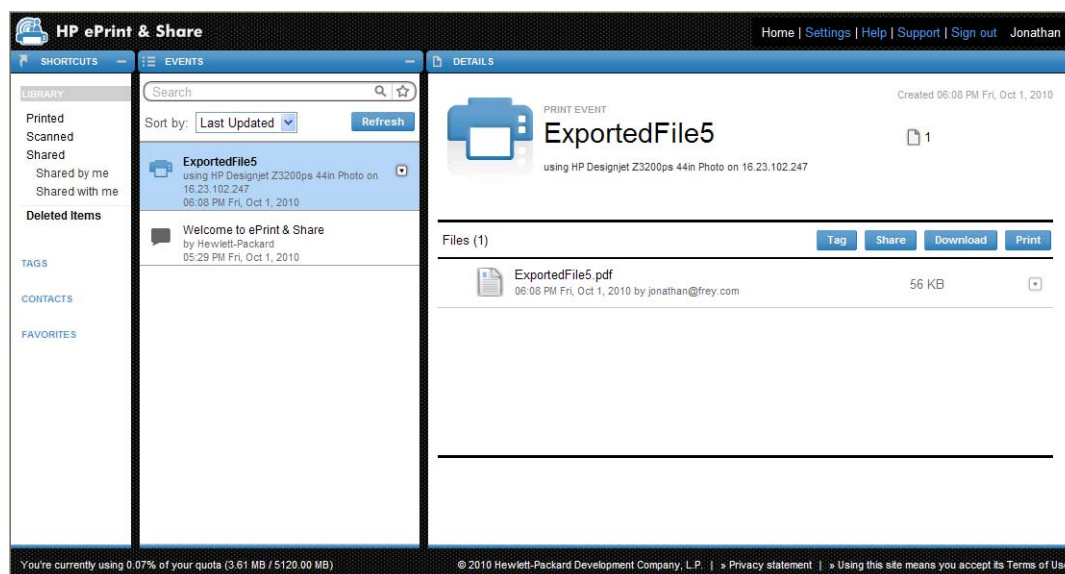 HP ePrint & Share
Home | Settings | Help | Support | Sign out Jonathan
SHORTCUTS
EVENTS
DETAILS
LIBRARY
Printed
Scanned
Shared
Shared by me
Shared with me
Deleted Items
TAGS
CONTACTS
FAVORITES
Search
Sort by: Last Updated Refresh
ExportedFile5
using HP Designjet Z3200ps 44in Photo on
16.23.102.247
06:08 PM Fri, Oct 1, 2010
Welcome to ePrint & Share
by Hewlett-Packard
05:29 PM Fri, Oct 1, 2010
Created 06:08 PM Fri, Oct 1, 2010
PRINT EVENT
ExportedFile5
1
using HP Designjet Z3200ps 44in Photo on 16.23.102.247
Files (1) Tag Share Download Print
ExportedFile5.pdf
06:08 PM Fri, Oct 1, 2010 by jonathan@frey.com
56 KB
You're currently using 0.07% of your quota (3.61 MB / 5120.00 MB)
© 2010 Hewlett-Packard Development Company, L.P. | » Privacy statement | » Using this site means you accept its Terms of Use